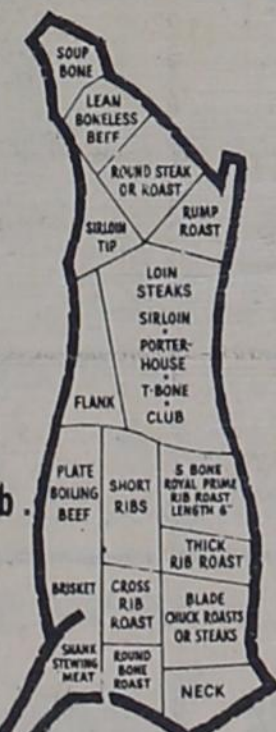 SOUP
BONE
LEAN
BONELESS
BEEF
ROUND STEAK
OR ROAST
RUMP
ROAST
SIRLOIN
TIP
LOIN
STEAKS
SIRLOIN
•
PORTER-
HOUSE
•
T-BONE
•
CLUB
FLANK
PLATE
BOILING
BEEF
SHORT
RIBS
5 BONE
ROYAL PRIME
RIB ROAST
LENGTH 6"
b.
THICK
RIB ROAST
BRISKET
CROSS
RIB
ROAST
BLADE
CHUCK ROASTS
OR STEAKS
SHANK
STEWING
MEAT
ROUND
BONE
ROAST
NECK